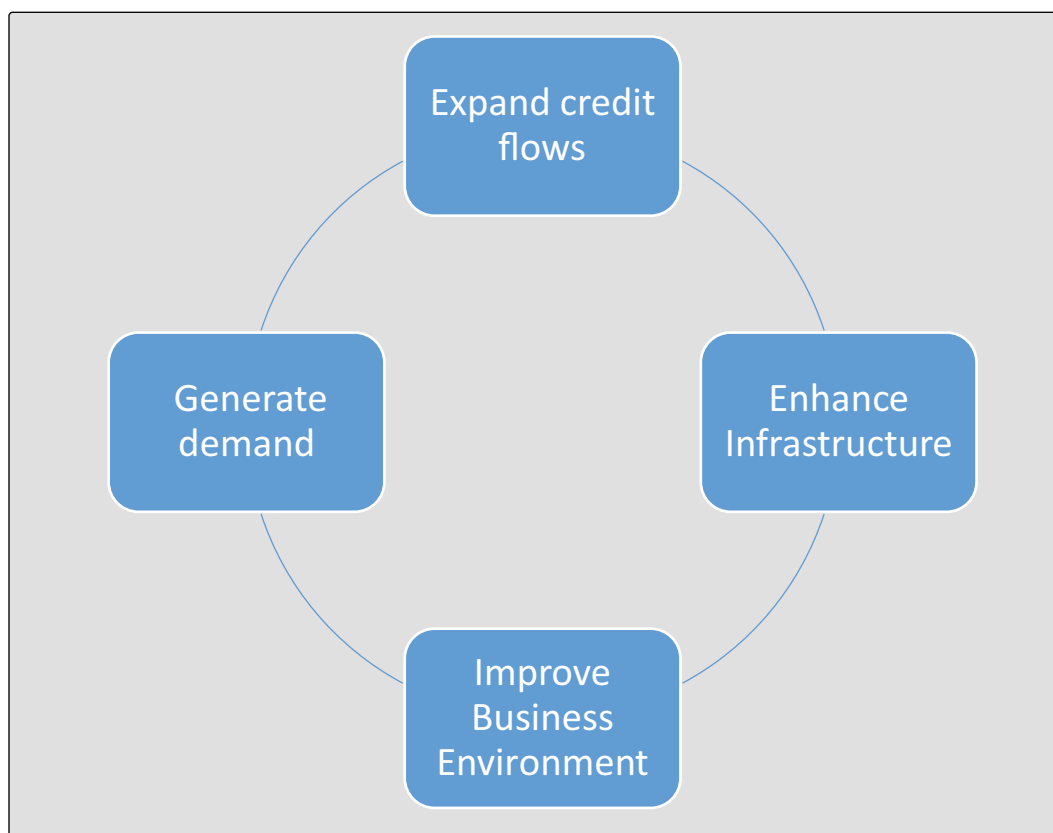 Expand credit
flows
Generate
demand
Enhance
Infrastructure
Improve
Business
Environment